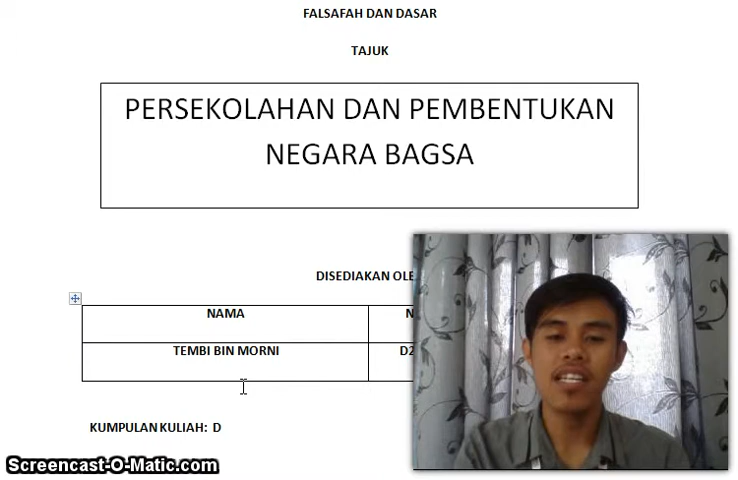 FALSAFAH DAN DASAR
TAJUK
PERSEKOLAHAN DAN PEMBENTUKAN
NEGARA BAGSA
DISEDIAKAN OLE
NAMA
N
TEMBI BIN MORNI
D2
KUMPULAN KULIAH: D
Screencast-O-Matic.com